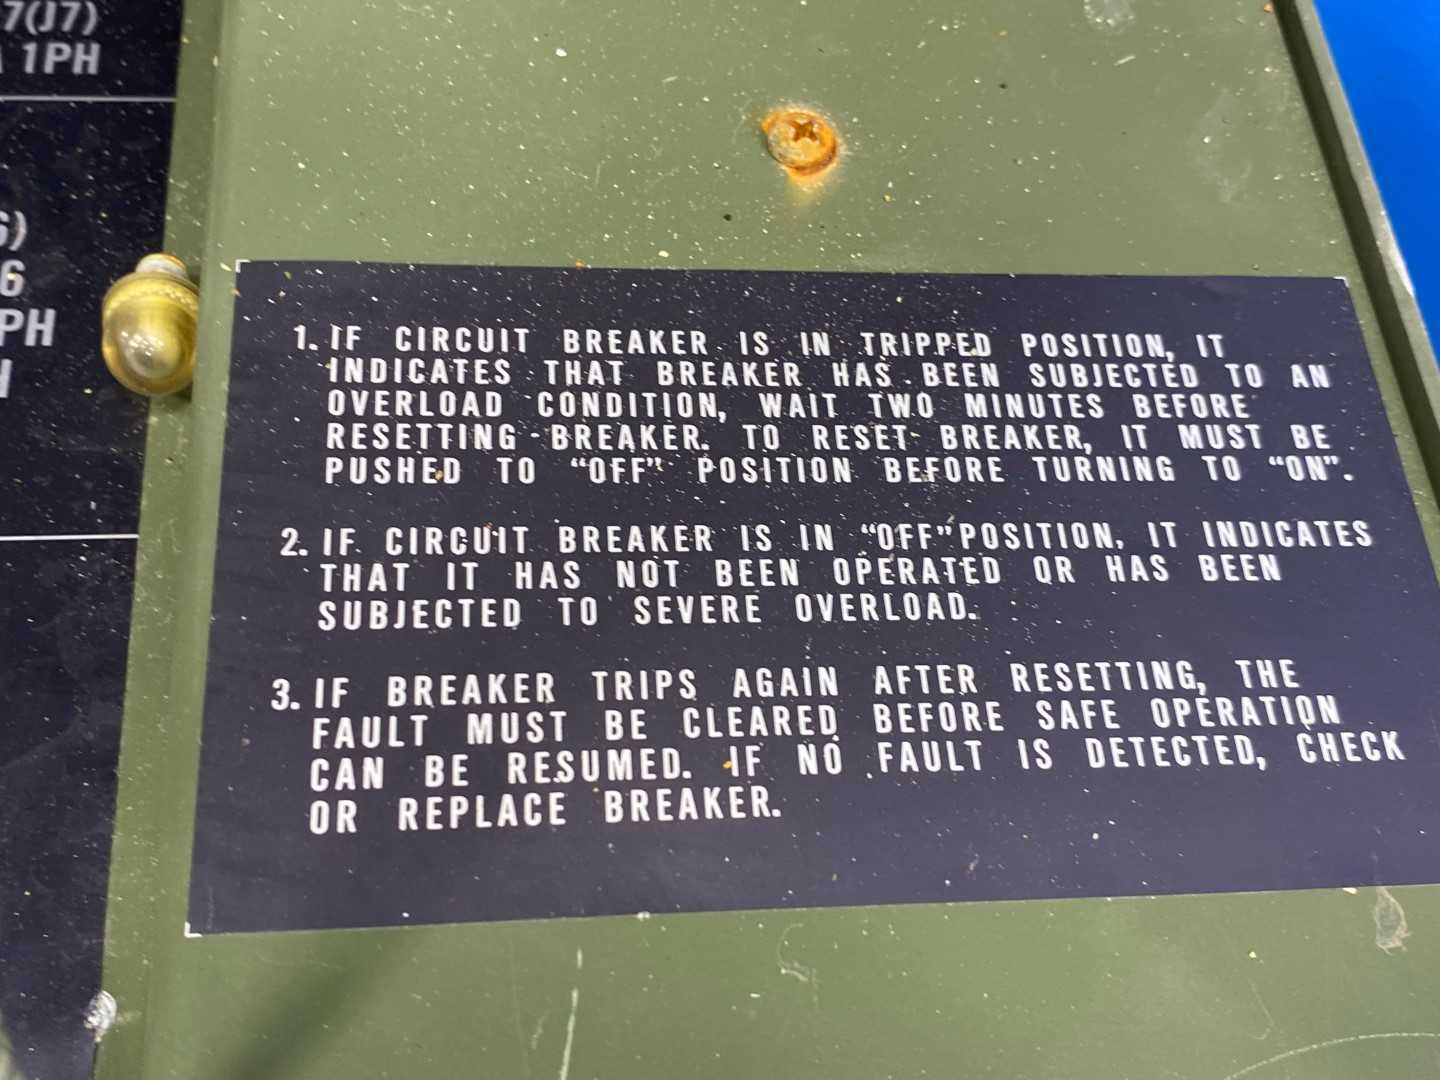 7(J7)
1PH
6
PH
1. IF CIRCUIT BREAKER IS IN TRIPPED POSITION, IT
INDICATES THAT BREAKER HAS BEEN SUBJECTED TO AN
OVERLOAD CONDITION, WAIT TWO MINUTES BEFORE
RESETTING BREAKER. TO RESET BREAKER, IT MUST BE
PUSHED TO “OFF” POSITION BEFORE TURNING TO “ON”.
2. IF CIRCUIT BREAKER IS IN “OFF” POSITION, IT INDICATES
THAT IT HAS NOT BEEN OPERATED OR HAS BEEN
SUBJECTED TO SEVERE OVERLOAD.
3. IF BREAKER TRIPS AGAIN AFTER RESETTING, THE
FAULT MUST BE CLEARED BEFORE SAFE OPERATION
CAN BE RESUMED. IF NO FAULT IS DETECTED, CHECK
OR REPLACE BREAKER.